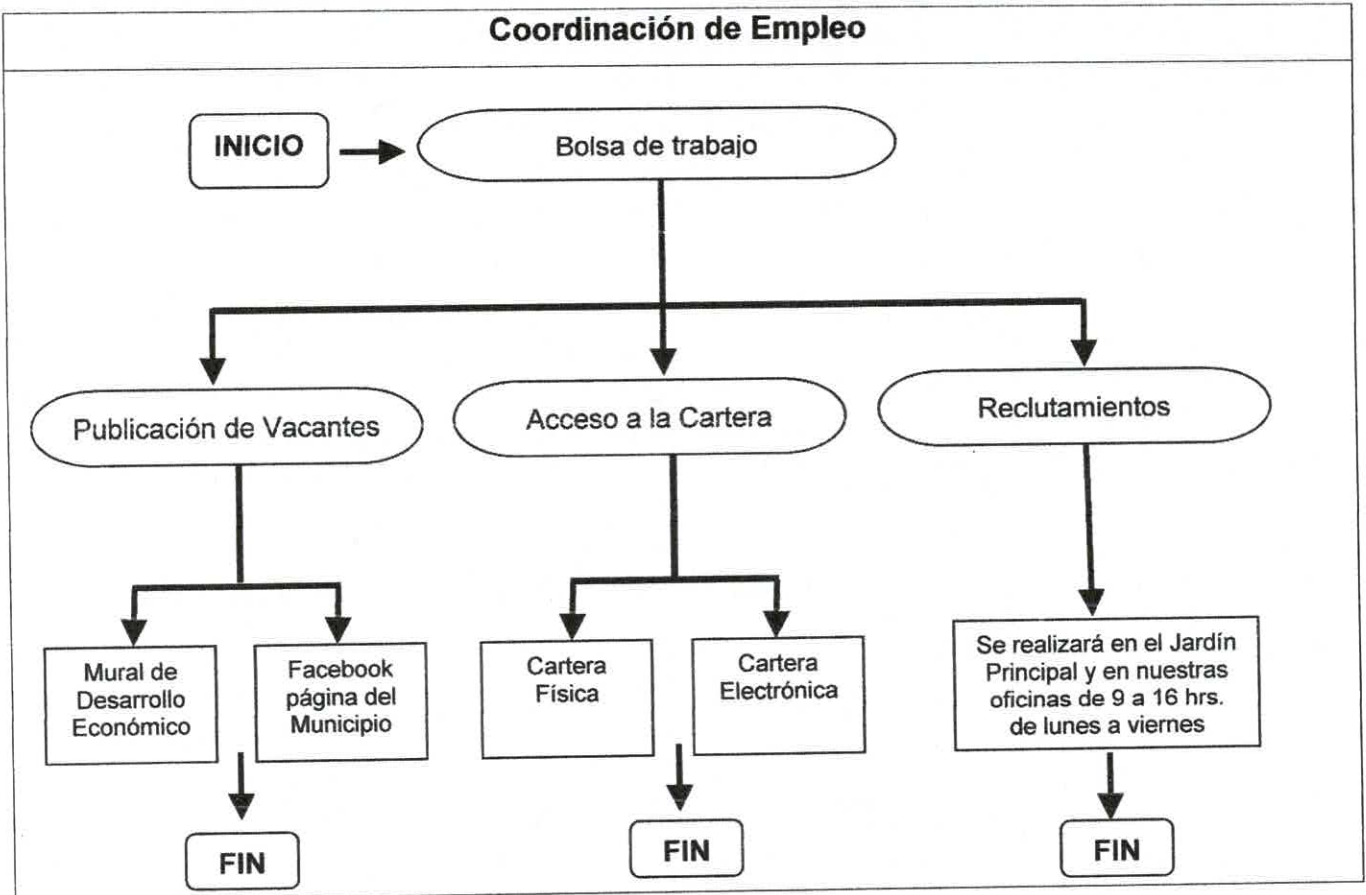 Coordinación de Empleo
INICIO
Bolsa de trabajo
Publicación de Vacantes
Acceso a la Cartera
Reclutamientos
Mural de
Desarrollo
Económico
Facebook
página del
Municipio
Cartera
Física
Cartera
Electrónica
Se realizará en el Jardín
Principal y en nuestras
oficinas de 9 a 16 hrs.
de lunes a viernes
FIN
FIN
FIN